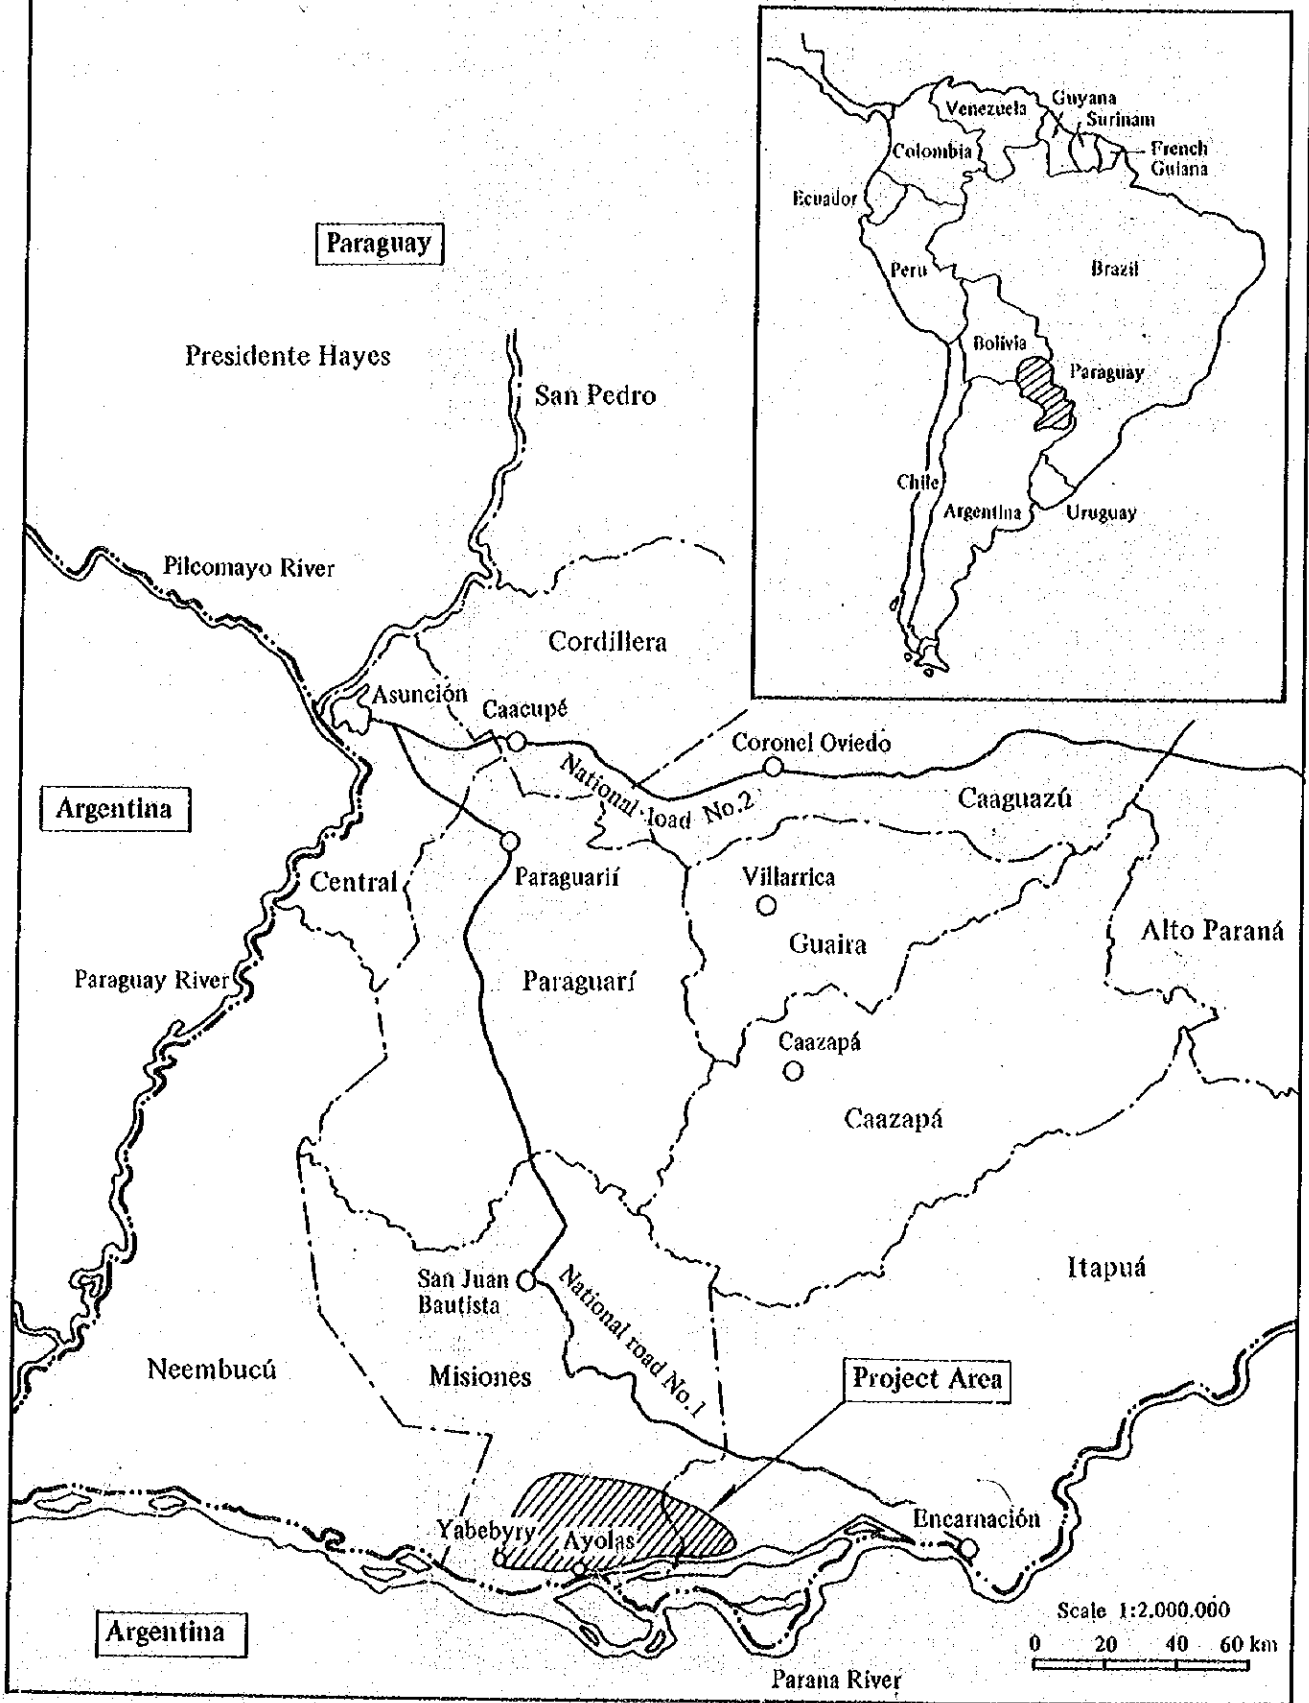 Venezuela
Guyana
Surinam
Colombia
French
Guiana
Ecuador
Peru
Brazil
Bolivia
Paraguay
Chile
Argentina
Uruguay
Paraguay
Presidente Hayes
San Pedro
Pilcomayo River
Cordillera
Asunción
Caacupé
Coronel Oviedo
National load No.2
Caaguazú
Argentina
Central
Paraguarií
Villarrica
Guaira
Alto Paraná
Paraguay River
Paraguarí
Caazapá
Caazapá
San Juan
Bautista
National road No.1
Itapuá
Neembucú
Misiones
Project Area
Yabebyry
Ayolas
Encarnación
Argentina
Scale 1:2.000.000
0 20 40 60 km
Parana River